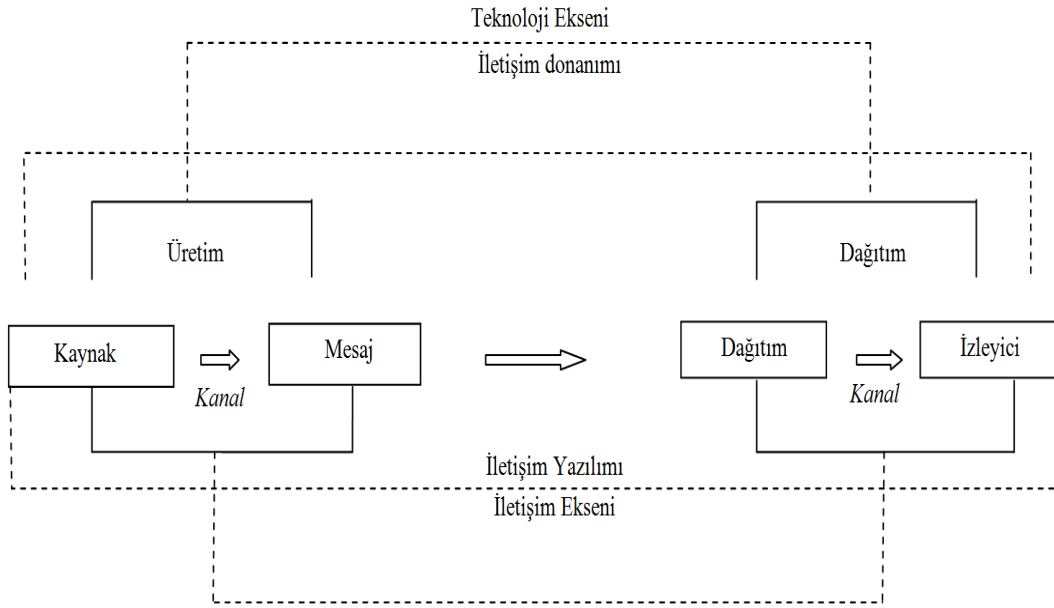 Teknoloji Ekseni
İletişim donanımı
Üretim
Dağıtım
Kaynak
Mesaj
Dağıtım
İzleyici
Kanal
Kanal
İletişim Yazılımı
İletişim Ekseni